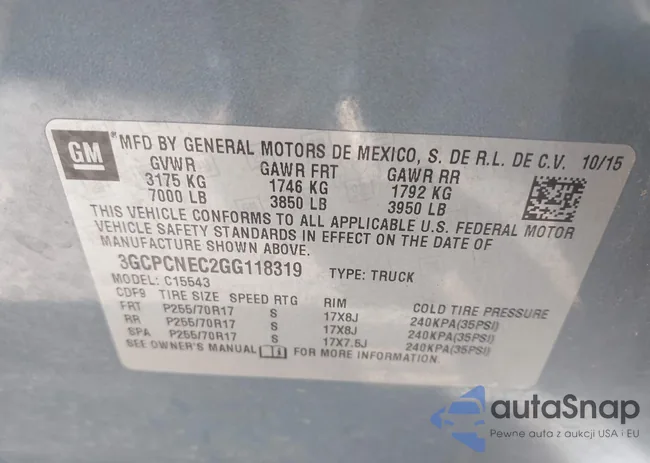 GM
MFD BY GENERAL MOTORS DE MEXICO, S. DE R.L. DE C.V. 10/15
GVWR GAWR FRT GAWR RR
3175 KG 1746 KG 1792 KG
7000 LB 3850 LB 3950 LB
THIS VEHICLE CONFORMS TO ALL APPLICABLE U.S. FEDERAL MOTOR
VEHICLE SAFETY STANDARDS IN EFFECT ON THE DATE OF
MANUFACTURE SHOWN ABOVE.
3GCPCNEC2GG118319 TYPE: TRUCK
MODEL: C15543
CDF9 TIRE SIZE SPEED RTG RIM COLD TIRE PRESSURE
FRT P255/70R17 S 17X8J 240KPA(35PSI)
RR P255/70R17 S 17X8J 240KPA(35PSI)
SPA P255/70R17 S 17X7.5J 240KPA(35PSI)
SEE OWNER'S MANUAL FOR MORE INFORMATION
autoSnap
Pewne auta z aukcji USA i EU